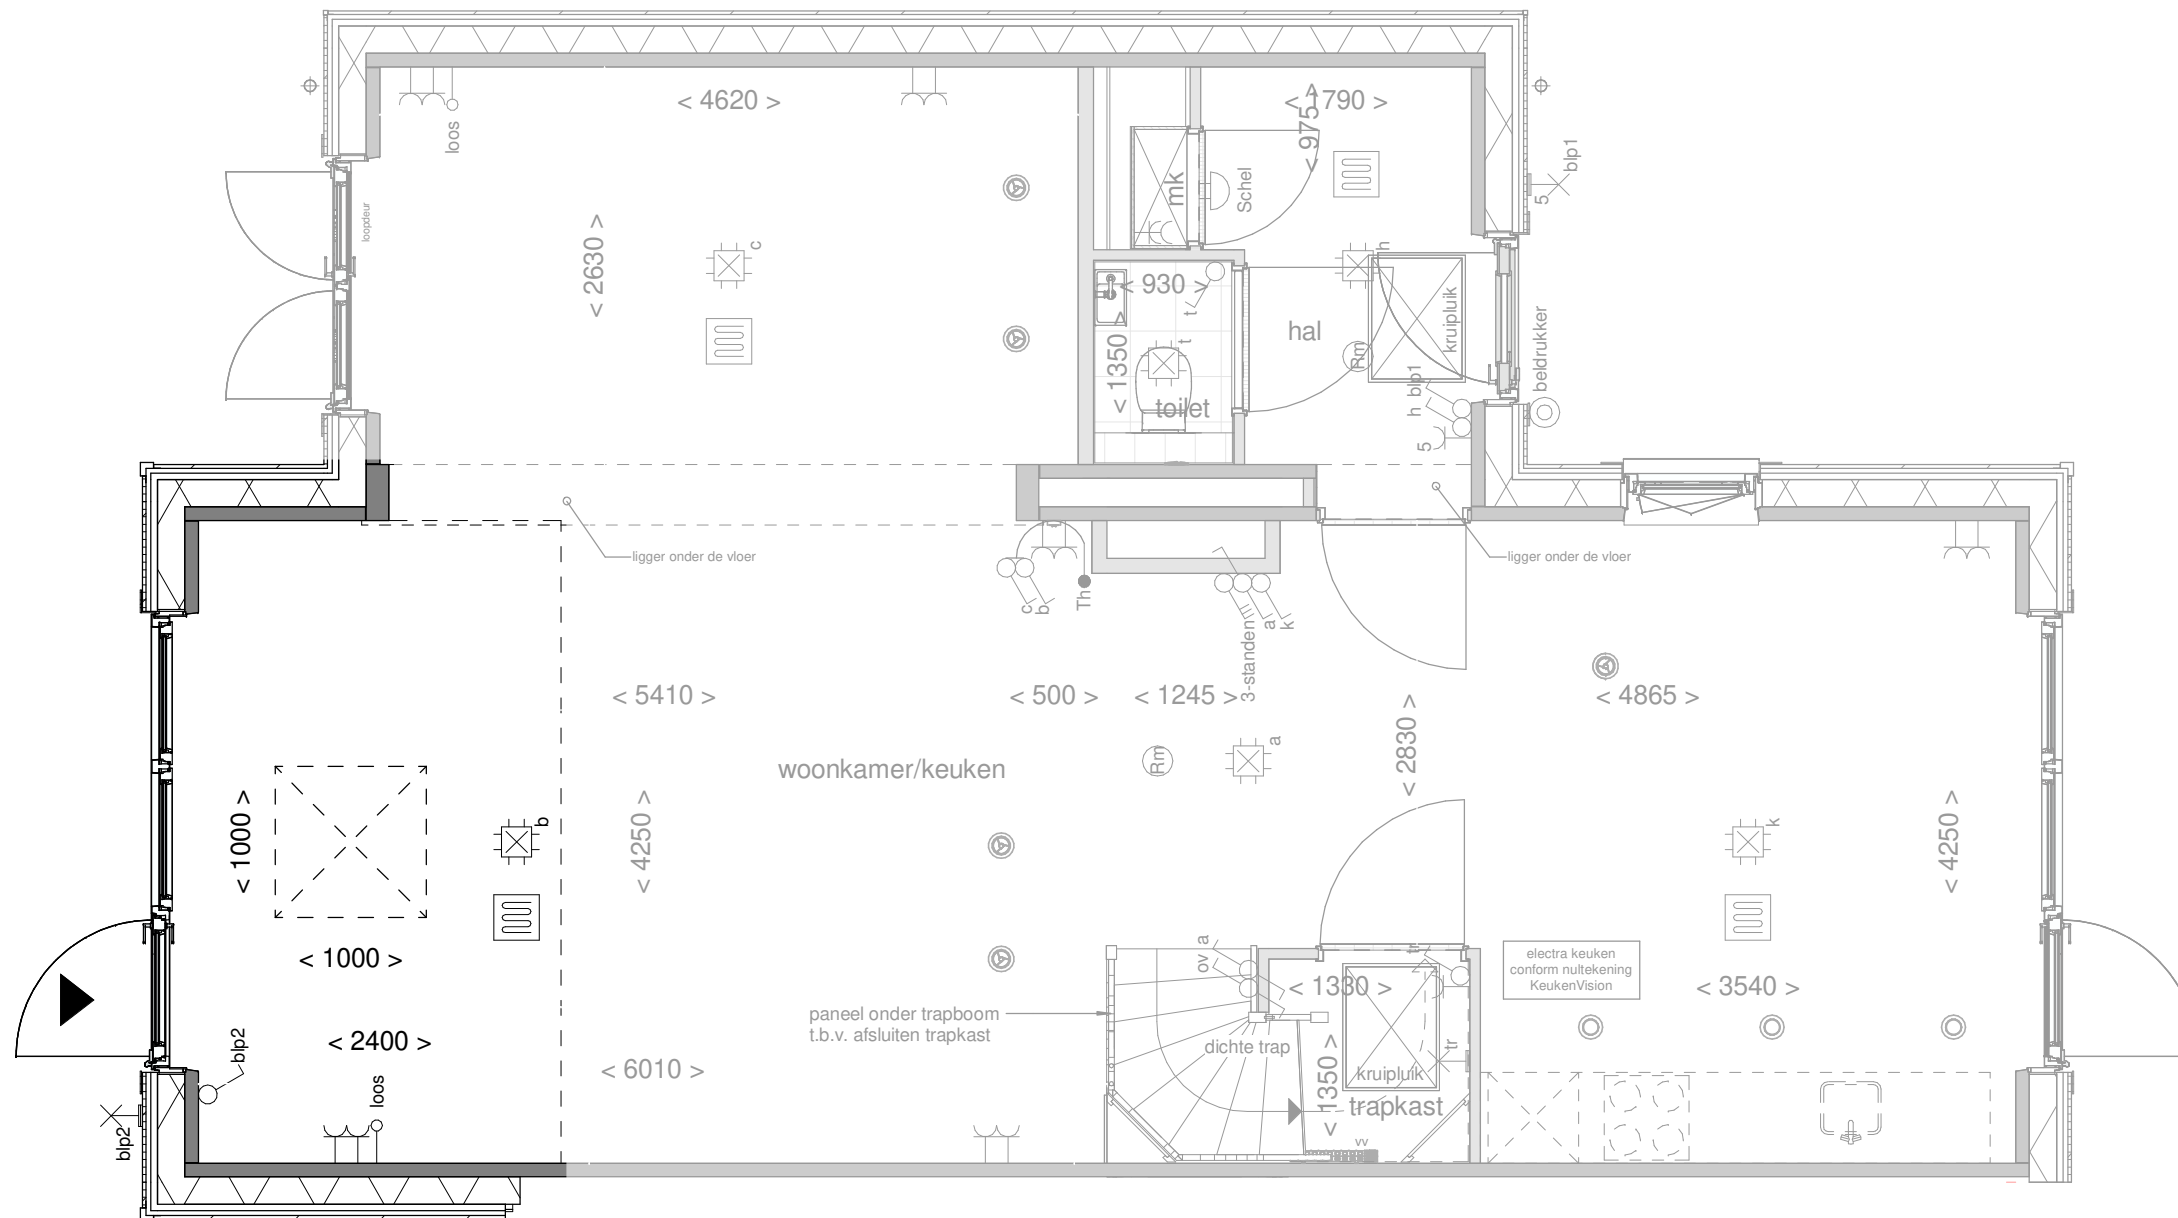 < 4620 >
< 1790 >
< 975 >
loos
blp1
5
mk
Schel
loopdeur
< 2630 >
c
h
< 930 >
t
t
< 1350 >
hal
kruipluik
Rm
beldrukker
toilet
blp1
h
5
ligger onder de vloer
ligger onder de vloer
c
b
Th
3-standen
a
k
< 5410 >
< 500 >
< 1245 >
< 4865 >
< 2830 >
a
Rm
woonkamer/keuken
< 1000 >
b
< 4250 >
k
< 4250 >
< 1000 >
a
ov
tr
electra keuken
conform nultekening
KeukenVision
< 1330 >
< 3540 >
paneel onder trapboom
t.b.v. afsluiten trapkast
< 2400 >
blp2
dichte trap
tr
< 6010 >
kruipluik
< 1350 >
trapkast
loos
blp2
vv